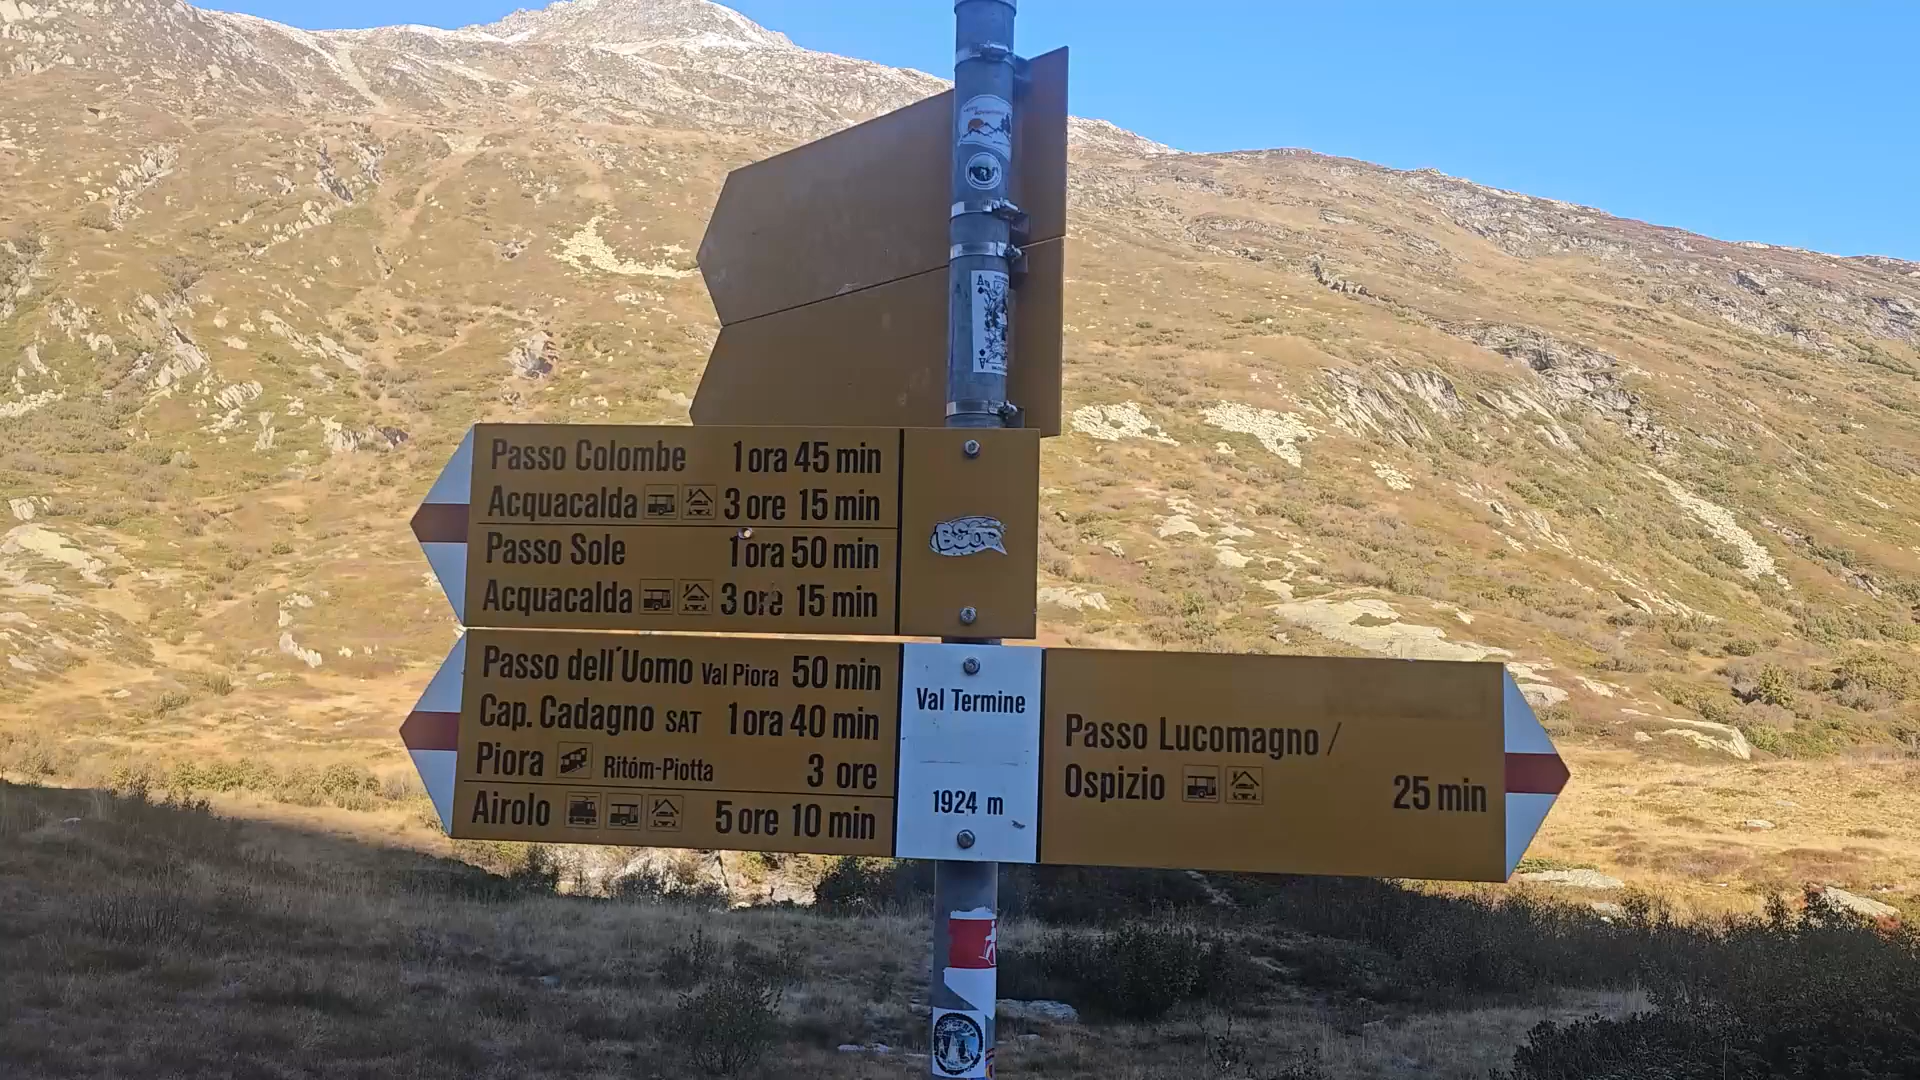 Passo Colombe 1 ora 45 min
Acquacalda 3 ore 15 min
Passo Sole 1 ora 50 min
Acquacalda 3 ore 15 min
Passo dell'Uomo Val Piora 50 min
Cap. Cadagno SAT 1 ora 40 min
Piora Ritóm-Piotta 3 ore
Airolo 5 ore 10 min
Val Termine
1924 m
Passo Lucomagno /
Ospizio 25 min
A
A